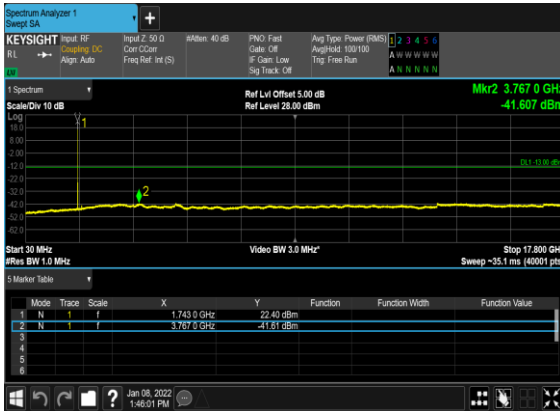 Spectrum Analyzer 1
Swept SA
+
KEYSIGHT Input: RF Input Z: 50 Ω #Atten: 40 dB PNO: Fast Avg Type: Power (RMS) 1 2 3 4 5 6
RL Coupling: DC Corr CCorr Gate: Off Avg|Hold: 100/100 A W W W W W
Align: Auto Freq Ref: Int (S) IF Gain: Low Trig: Free Run
Sig Track: Off A N N N N N
1 Spectrum Ref Lvl Offset 5.00 dB Mkr2 3.767 0 GHz
Scale/Div 10 dB Ref Level 28.00 dBm -41.607 dBm
Log
18.0
8.00
-2.00
-12.0
-22.0
-32.0
-42.0
-52.0
-62.0
1
DL1 -13.00 dBm
2
Start 30 MHz Video BW 3.0 MHz* Stop 17.800 GHz
#Res BW 1.0 MHz Sweep ~35.1 ms (40001 pts)
5 Marker Table
Mode Trace Scale X Y Function Function Width Function Value
1 N 1 f 1.743 0 GHz 22.40 dBm
2 N 1 f 3.767 0 GHz -41.61 dBm
3
4
5
6
? Jan 08, 2022
1:46:01 PM